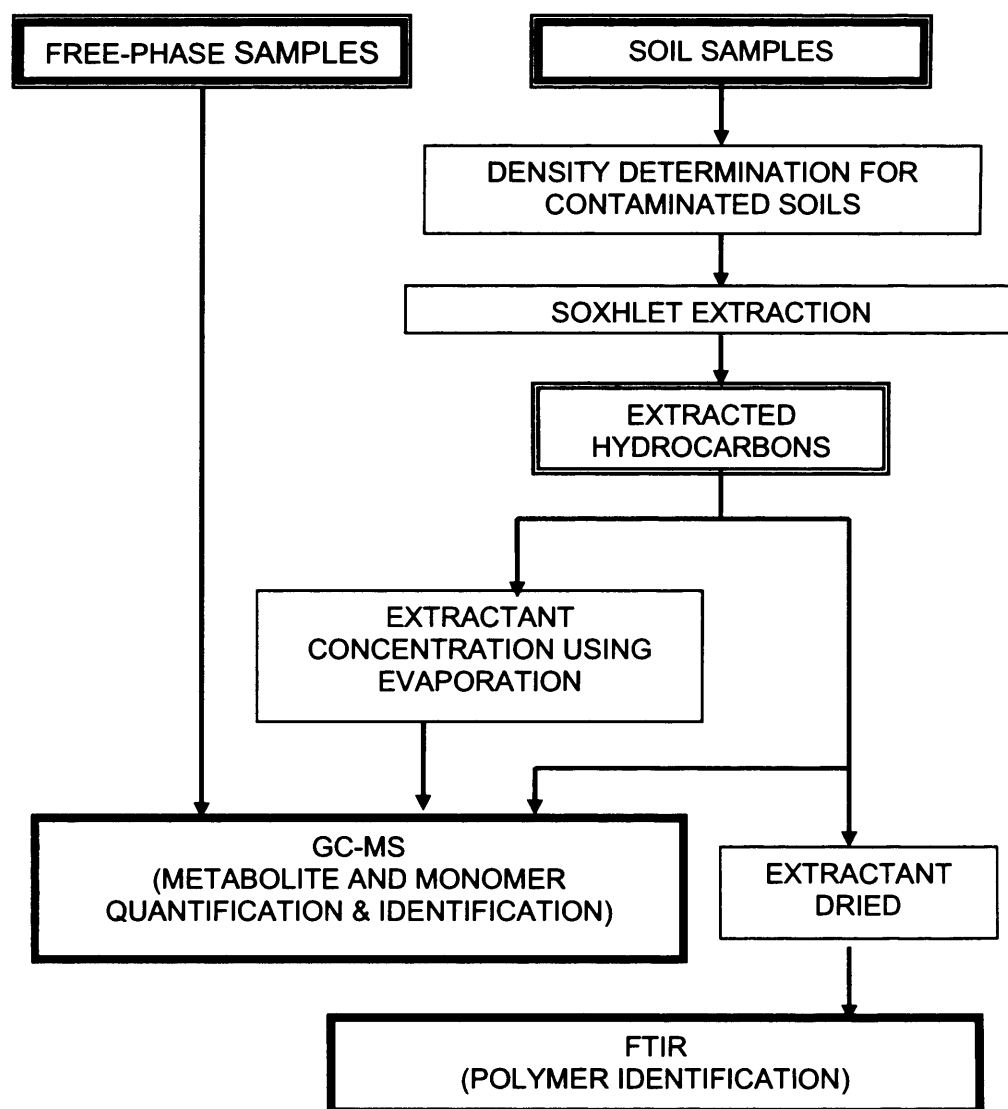 FREE-PHASE SAMPLES
SOIL SAMPLES
DENSITY DETERMINATION FOR
CONTAMINATED SOILS
SOXHLET EXTRACTION
EXTRACTED
HYDROCARBONS
EXTRACTANT
CONCENTRATION USING
EVAPORATION
GC-MS
(METABOLITE AND MONOMER
QUANTIFICATION & IDENTIFICATION)
EXTRACTANT
DRIED
FTIR
(POLYMER IDENTIFICATION)